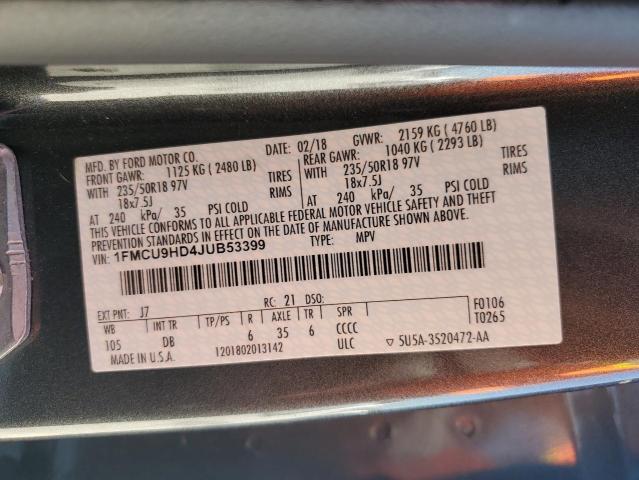 MFD. BY FORD MOTOR CO.
DATE: 02/18 GVWR: 2159 KG ( 4760 LB)
FRONT GAWR: 1125 KG ( 2480 LB) REAR GAWR: 1040 KG ( 2293 LB)
WITH 235/50R18 97V TIRES WITH 235/50R18 97V TIRES
18x7.5J RIMS 18x7.5J RIMS
AT 240 kPa/ 35 PSI COLD AT 240 kPa/ 35 PSI COLD
THIS VEHICLE CONFORMS TO ALL APPLICABLE FEDERAL MOTOR VEHICLE SAFETY AND THEFT
PREVENTION STANDARDS IN EFFECT ON THE DATE OF MANUFACTURE SHOWN ABOVE.
VIN: 1FMCU9HD4JUB53399 TYPE: MPV
EXT PNT: J7 RC: 21 DSO:
WB INT TR TP/PS R AXLE TR SPR F0106
105 DB 6 35 6 CCCC T0265
MADE IN U.S.A. 1201802013142 ULC ▽ 5U5A-3520472-AA